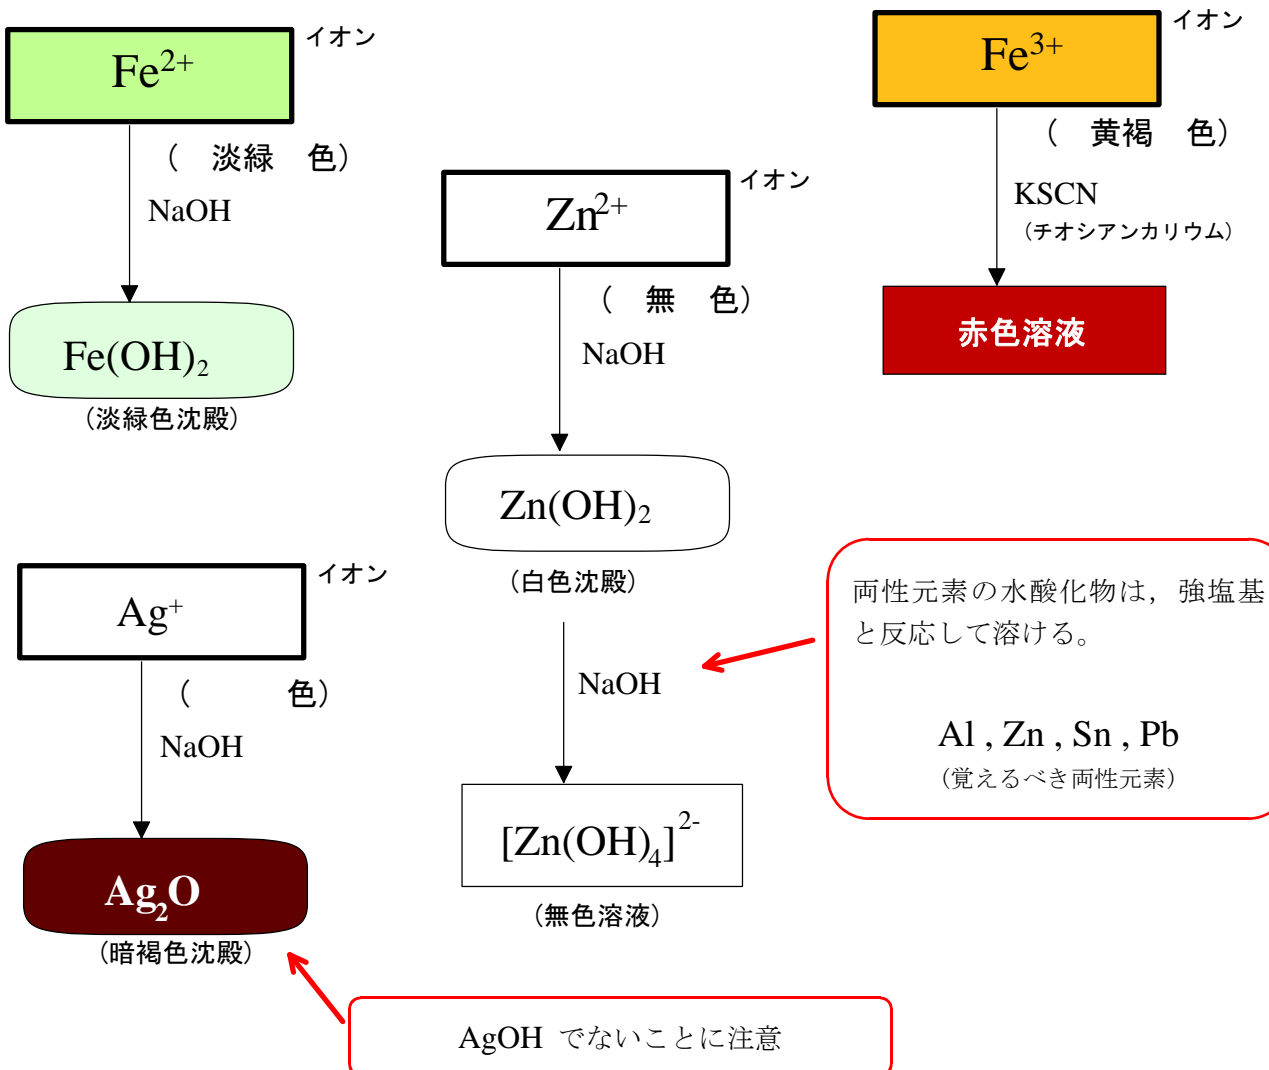 Fe2+
イオン
( 淡緑 色)
NaOH
Fe(OH)2
(淡緑色沈殿)
Zn2+
イオン
( 無 色)
NaOH
Zn(OH)2
(白色沈殿)
NaOH
[Zn(OH)4]2-
(無色溶液)
Fe3+
イオン
( 黄褐 色)
KSCN
(チオシアンカリウム)
赤色溶液
両性元素の水酸化物は，強塩基
と反応して溶ける。
Al , Zn , Sn , Pb
(覚えるべき両性元素)
Ag+
イオン
( 色)
NaOH
Ag2O
(暗褐色沈殿)
AgOH でないことに注意